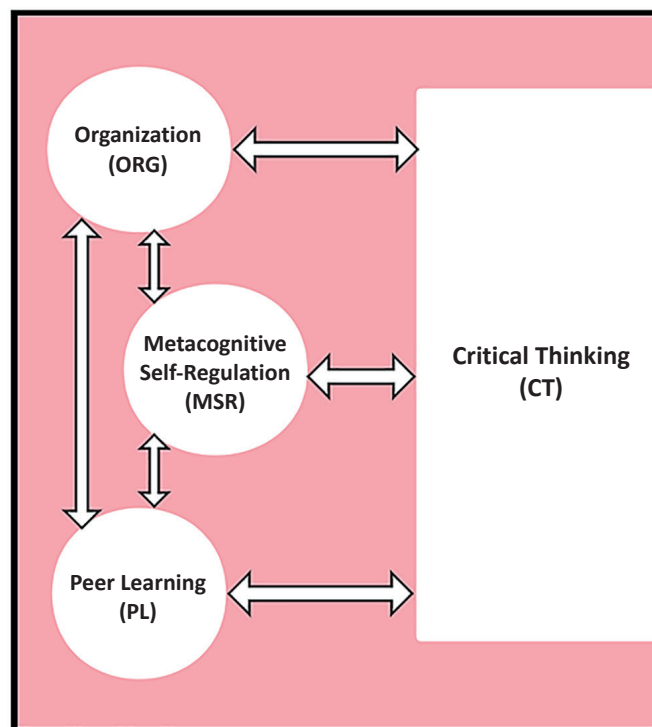 Organization
(ORG)
Metacognitive
Self-Regulation
(MSR)
Critical Thinking
(CT)
Peer Learning
(PL)